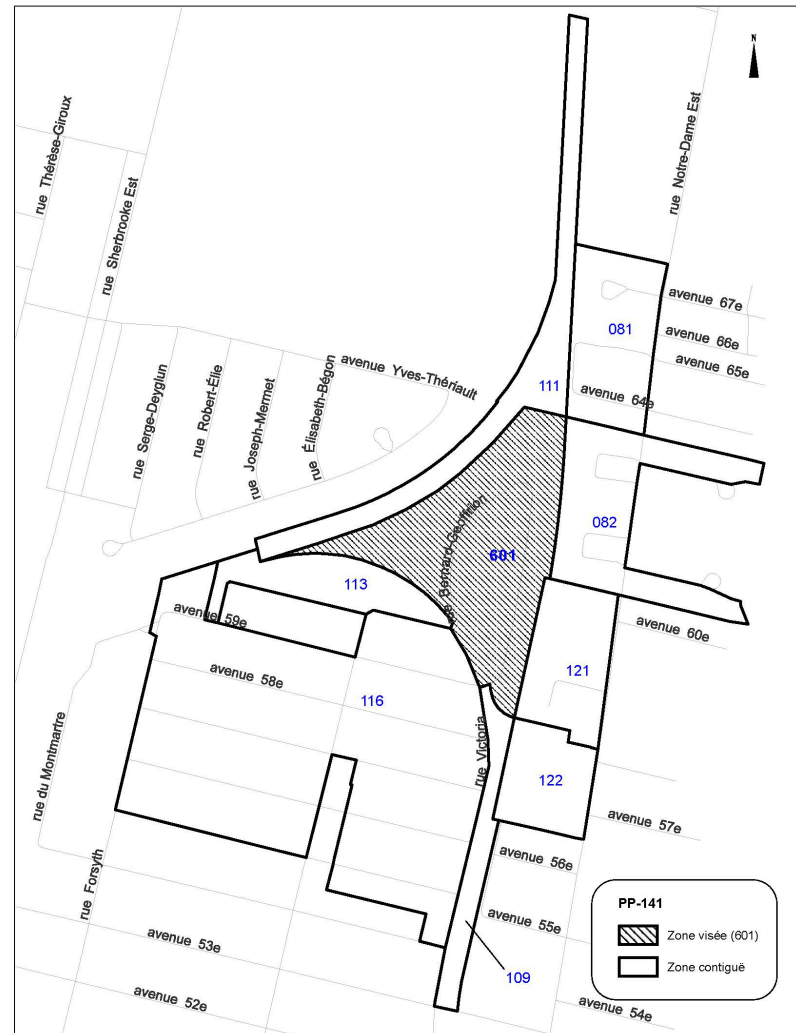 N
rue Thérèse-Giroux
rue Sherbrooke Est
rue Notre-Dame Est
avenue 67e
081
avenue 66e
avenue 65e
avenue Yves-Thériault
111
avenue 64e
rue Serge-Deyglun
rue Robert-Élie
rue Joseph-Mermet
rue Élisabeth-Bégon
082
601
rue Bernard-Geoffrion
113
avenue 59e
avenue 60e
avenue 58e
121
116
rue du Montmartre
rue Victoria
122
avenue 57e
avenue 56e
rue Forsyth
PP-141
avenue 55e
Zone visée (601)
avenue 53e
Zone contiguë
109
avenue 52e
avenue 54e